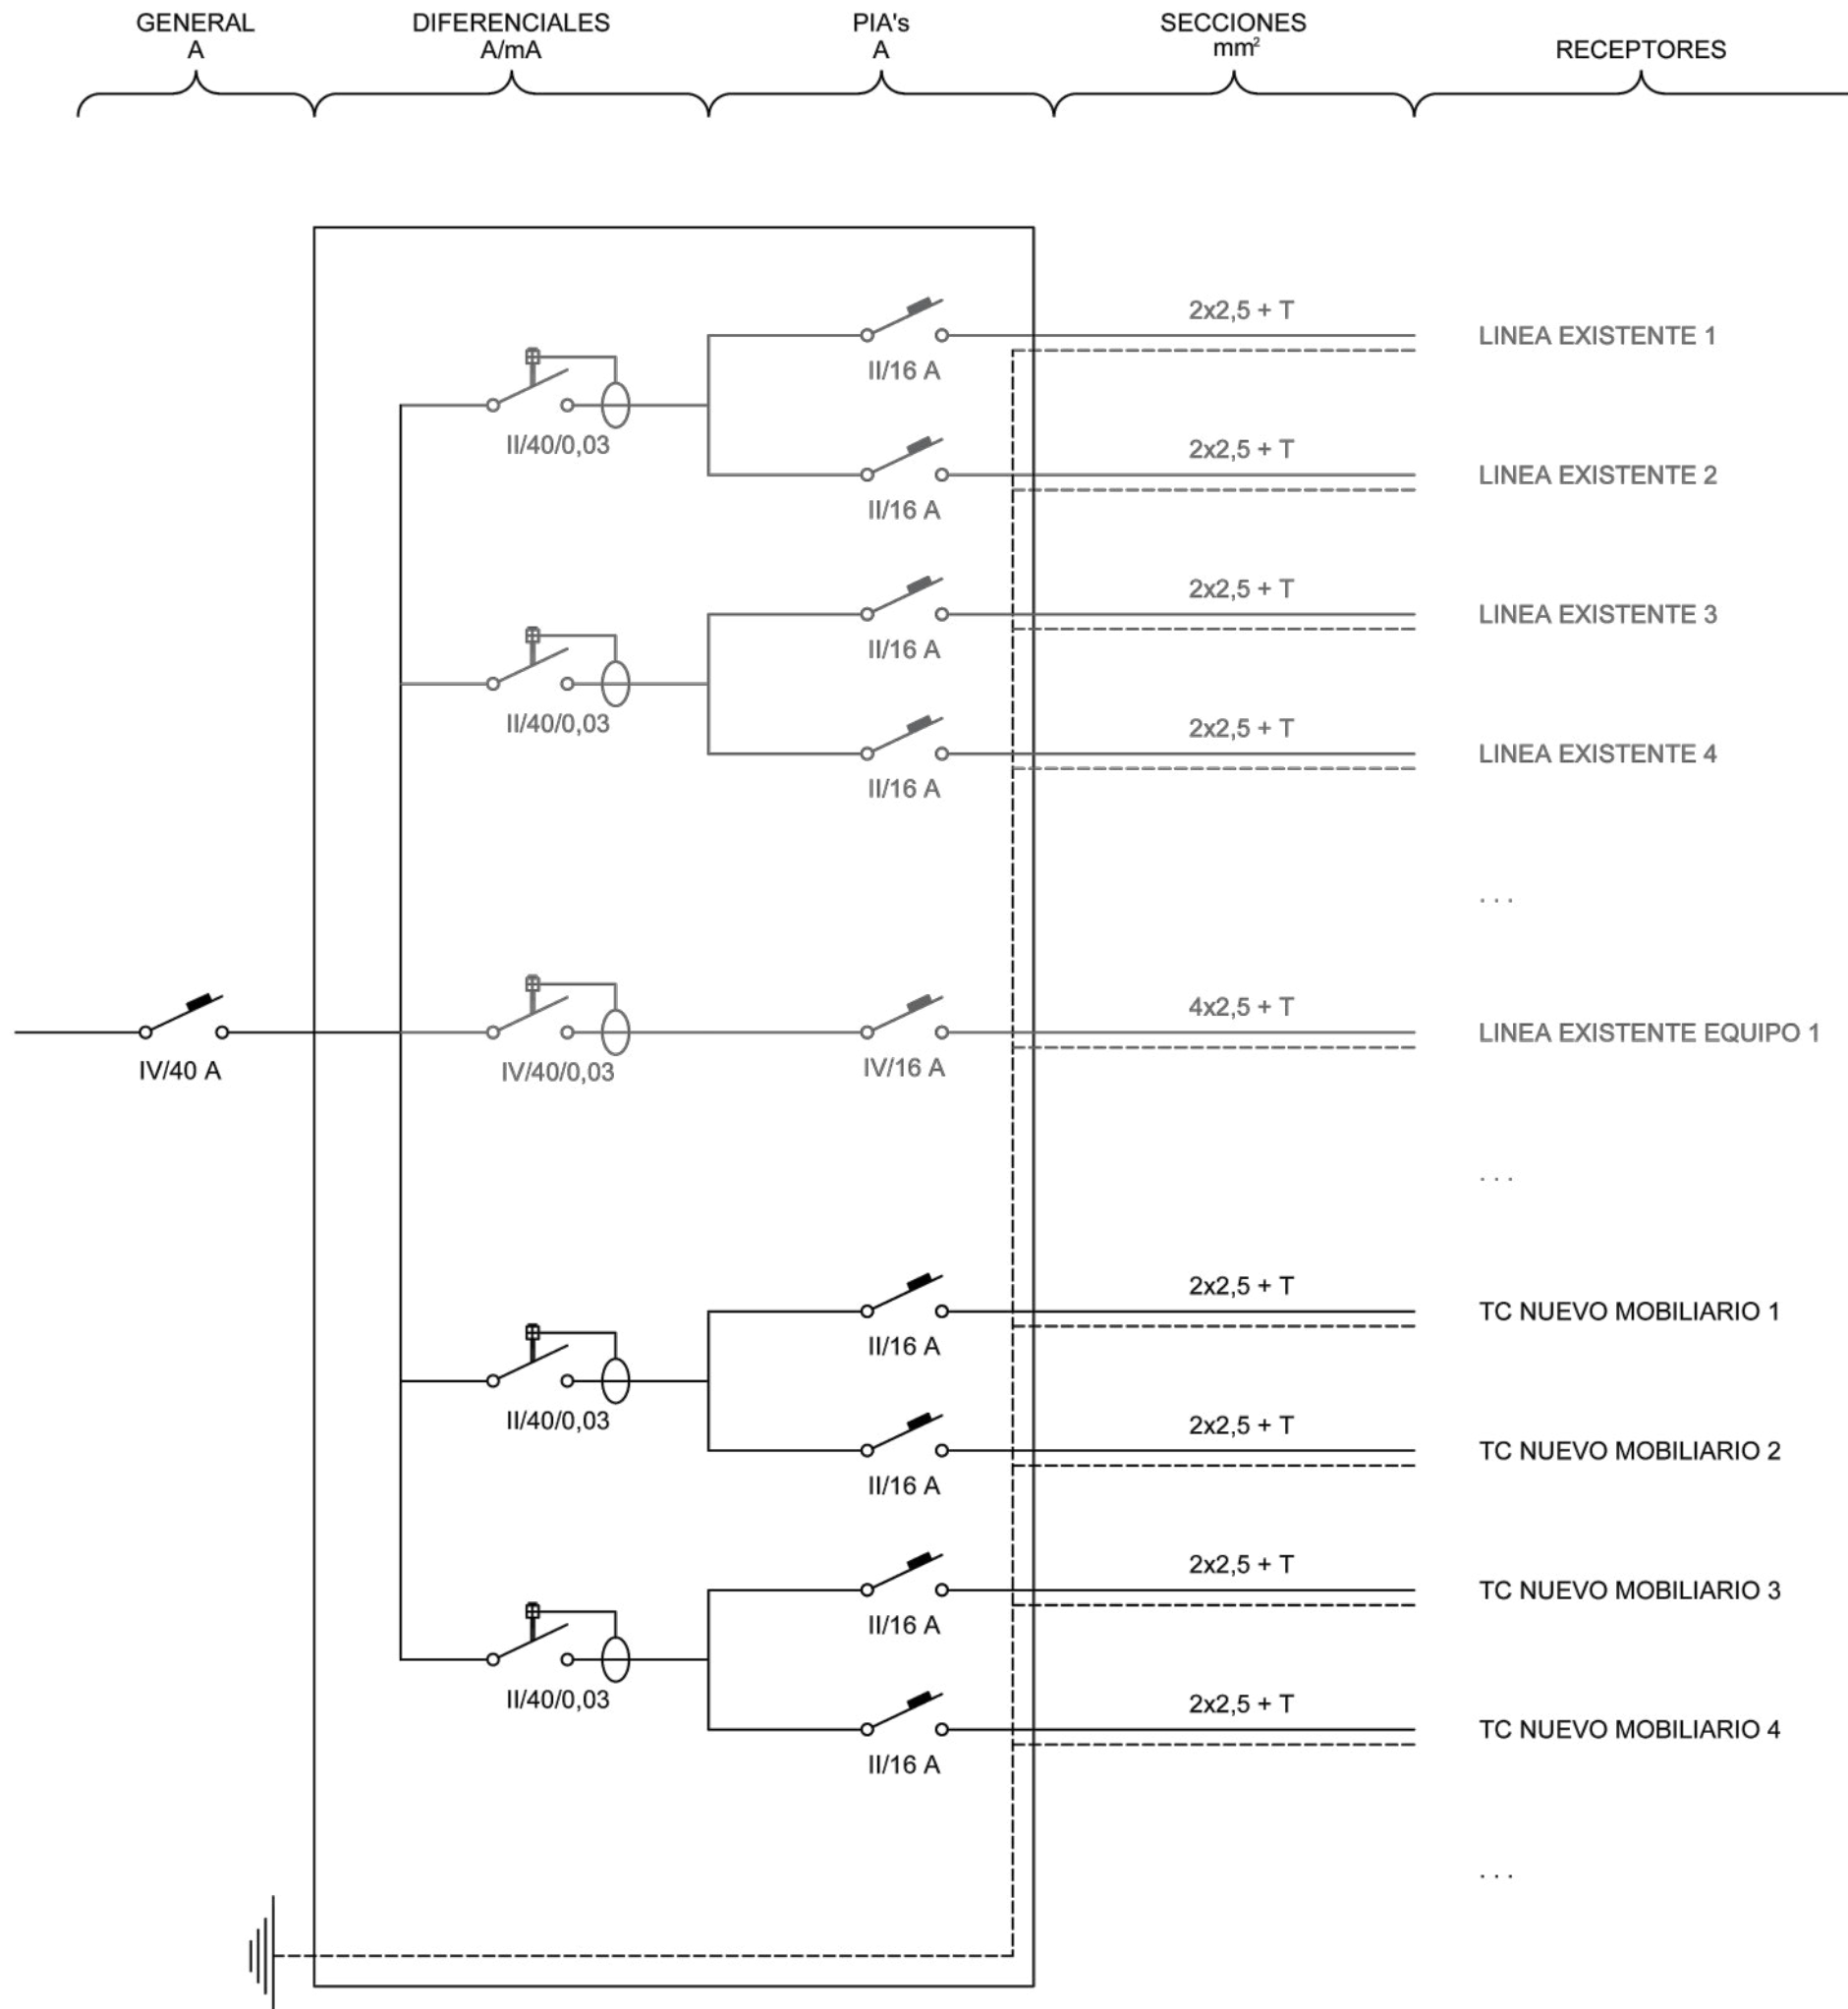 GENERAL
A
DIFERENCIALES
A/mA
PIA's
A
SECCIONES
mm²
RECEPTORES
2x2,5 + T
LINEA EXISTENTE 1
II/16 A
II/40/0,03
2x2,5 + T
LINEA EXISTENTE 2
II/16 A
2x2,5 + T
LINEA EXISTENTE 3
II/16 A
II/40/0,03
2x2,5 + T
LINEA EXISTENTE 4
II/16 A
. . .
4x2,5 + T
LINEA EXISTENTE EQUIPO 1
IV/40 A
IV/40/0,03
IV/16 A
. . .
2x2,5 + T
TC NUEVO MOBILIARIO 1
II/16 A
II/40/0,03
2x2,5 + T
TC NUEVO MOBILIARIO 2
II/16 A
2x2,5 + T
TC NUEVO MOBILIARIO 3
II/16 A
II/40/0,03
2x2,5 + T
TC NUEVO MOBILIARIO 4
II/16 A
. . .